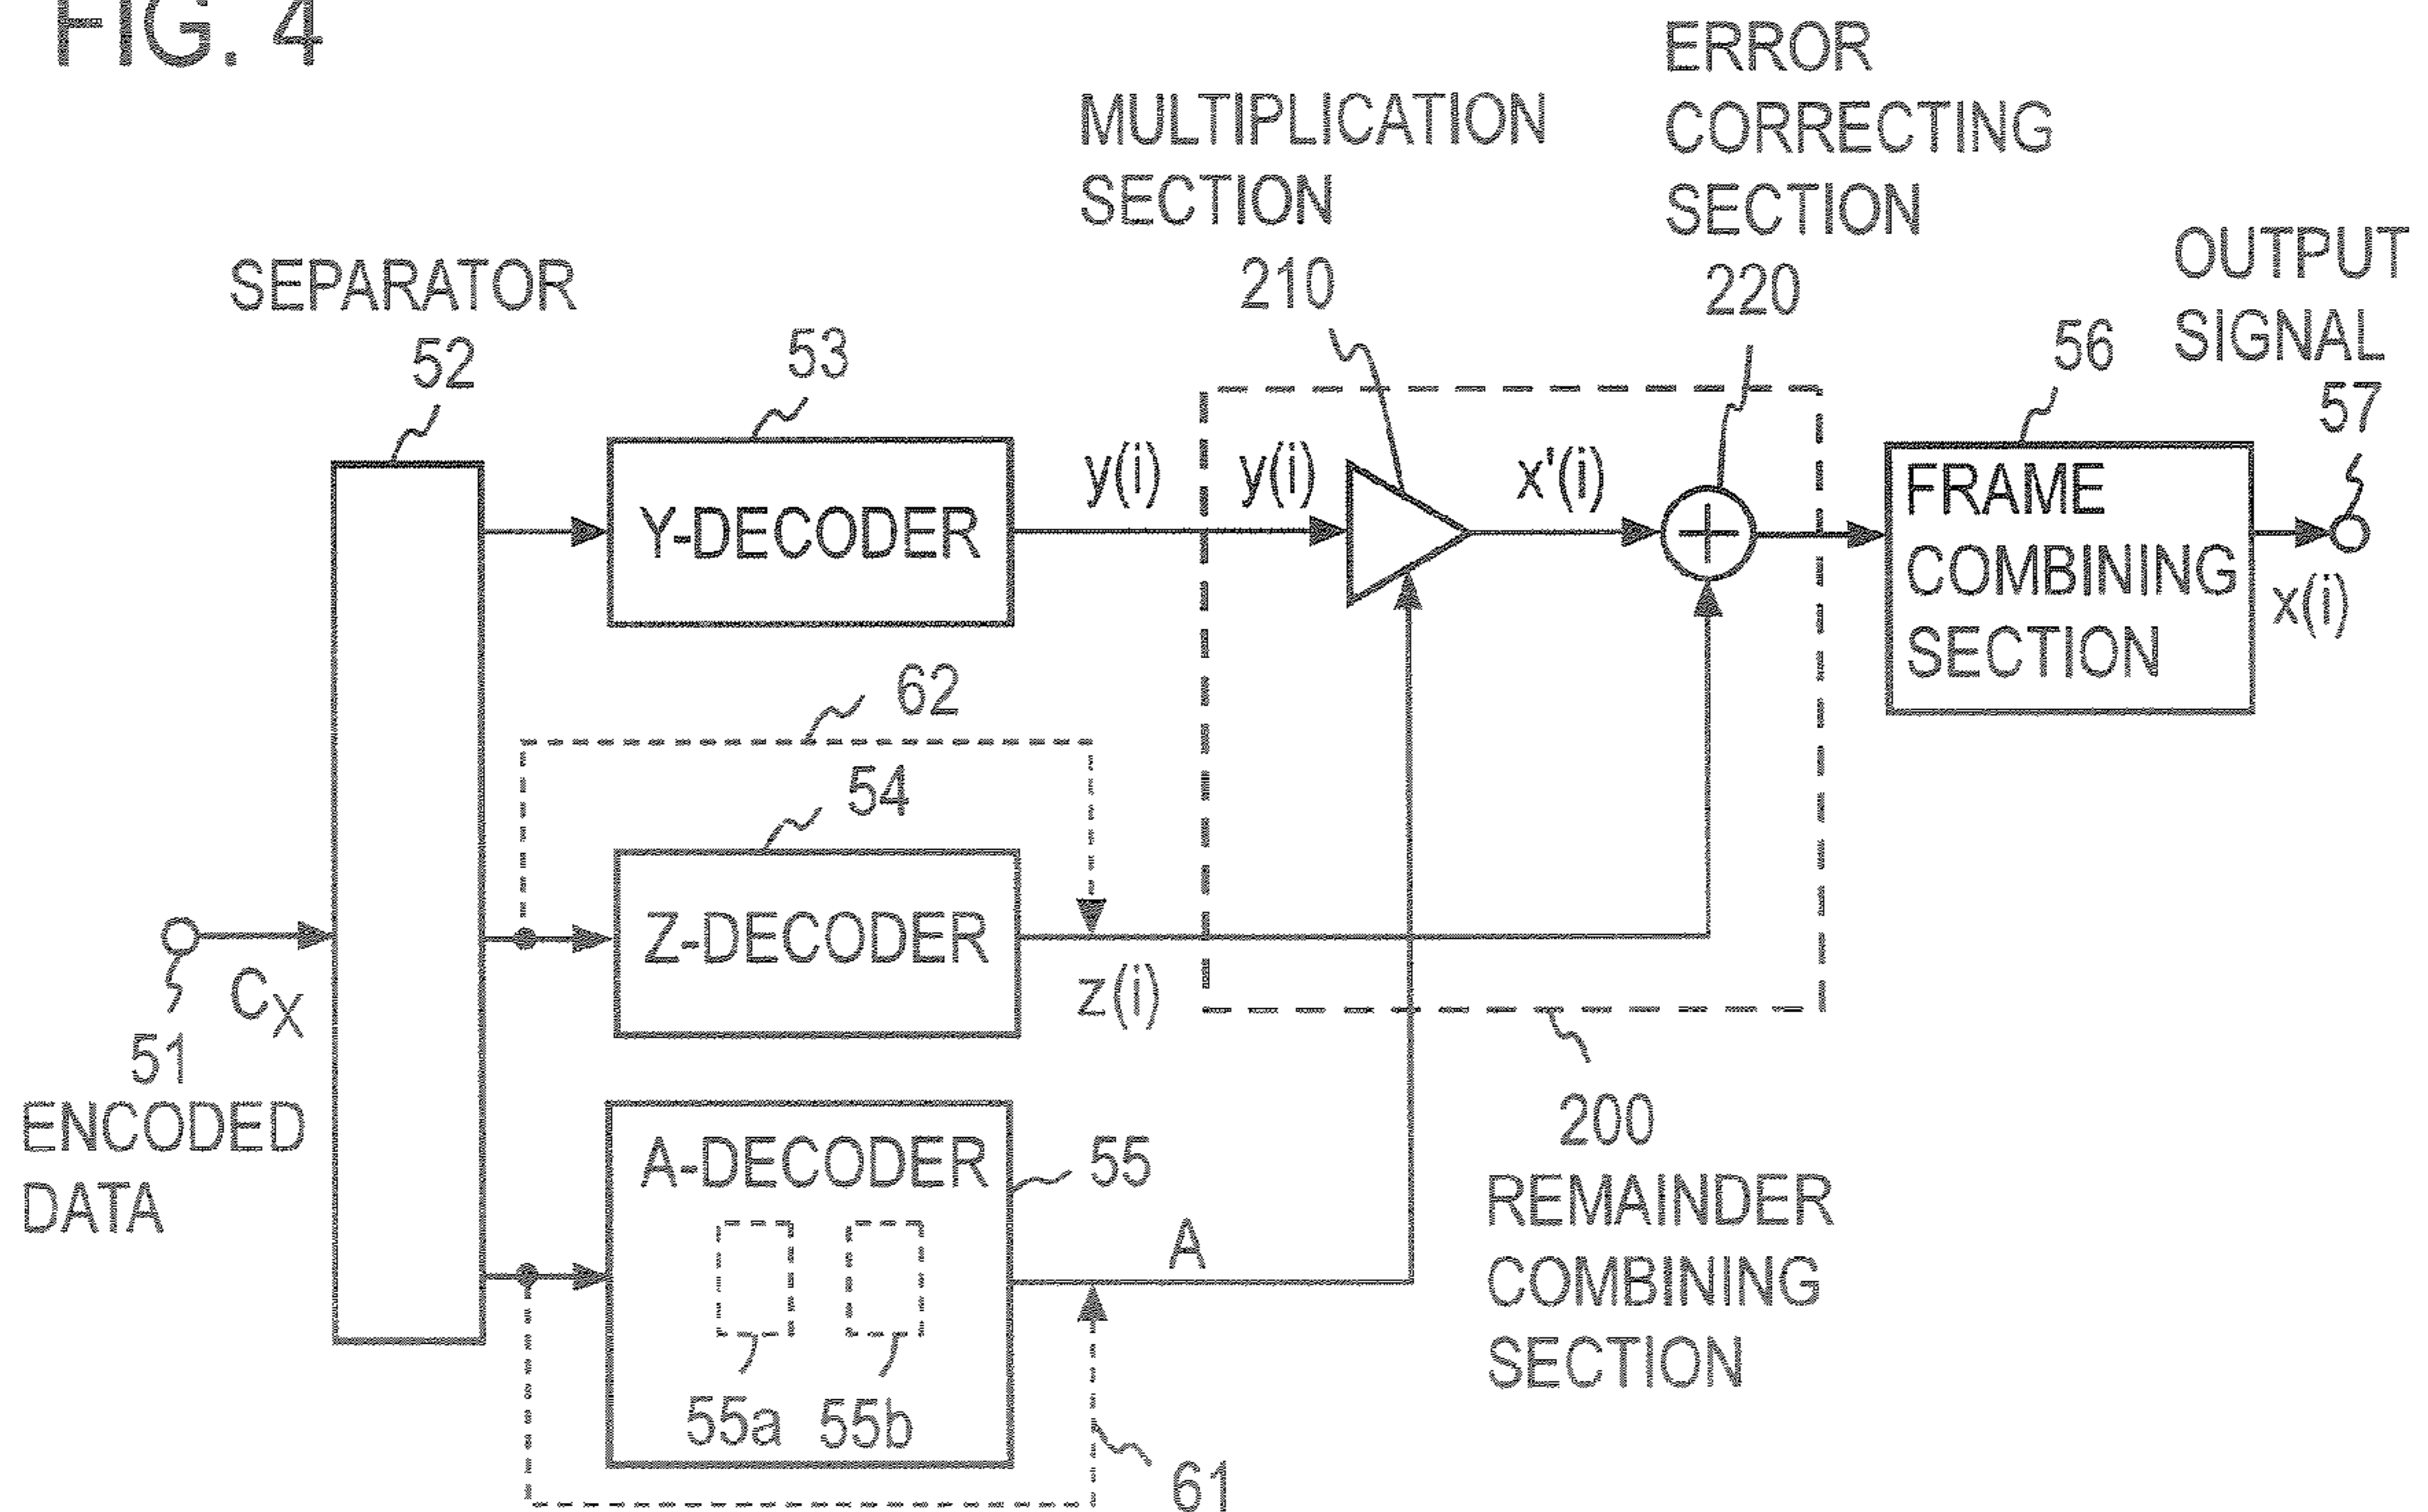 FIG. 4
ERROR
CORRECTING
SECTION
220
MULTIPLICATION
SECTION
210
OUTPUT
SIGNAL
57
SEPARATOR
52
53
56
Y-DECODER
y(i)
y(i)
x'(i)
+
FRAME
COMBINING
SECTION
x(i)
62
54
Z-DECODER
z(i)
CX
51
ENCODED
DATA
A-DECODER
55
55a
55b
A
61
200
REMAINDER
COMBINING
SECTION